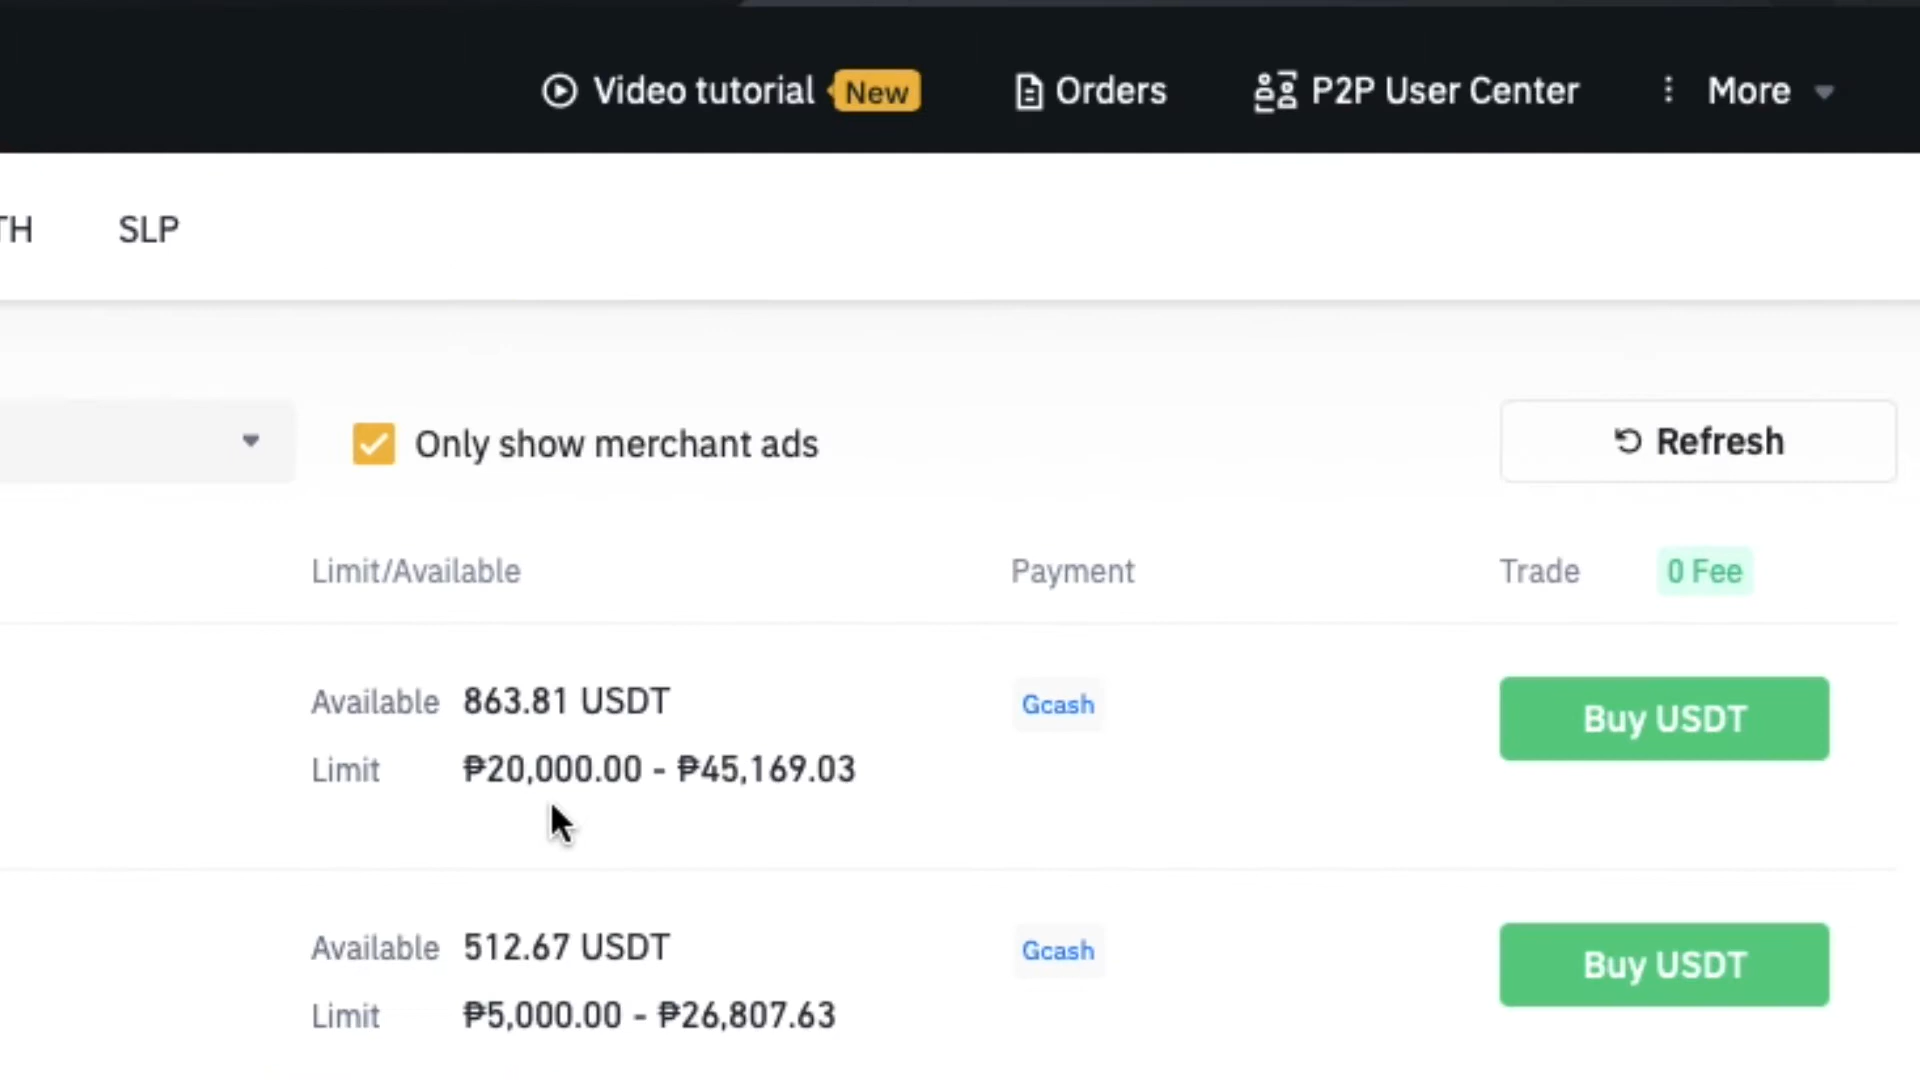 Video tutorial New Orders P2P User Center More
TH SLP
Only show merchant ads Refresh
Limit/Available Payment Trade 0 Fee
Available 863.81 USDT Gcash Buy USDT
Limit ₱20,000.00 - ₱45,169.03
Available 512.67 USDT Gcash Buy USDT
Limit ₱5,000.00 - ₱26,807.63